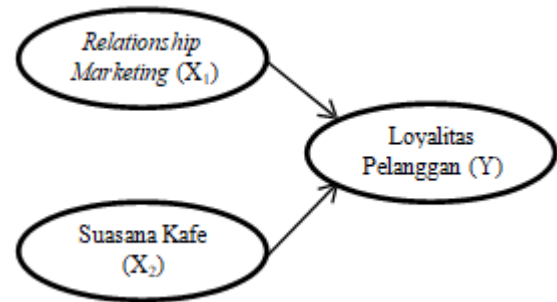 Relationship
Marketing (X₁)
Loyalitas
Pelanggan (Y)
Suasana Kafe
(X₂)